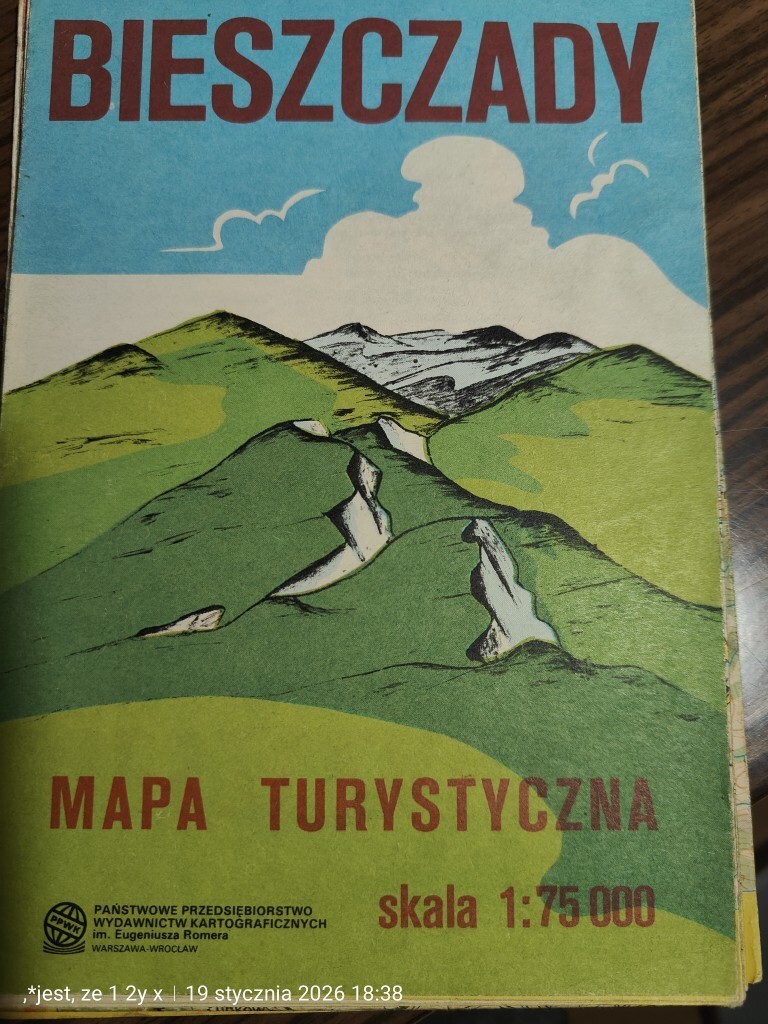 BIESZCZADY
MAPA TURYSTYCZNA
skala 1:75 000
PPWK
PAŃSTWOWE PRZEDSIĘBIORSTWO
WYDAWNICTW KARTOGRAFICZNYCH
im. Eugeniusza Romera
WARSZAWA-WROCŁAW
,*jest, ze 1 2y x | 19 stycznia 2026 18:38